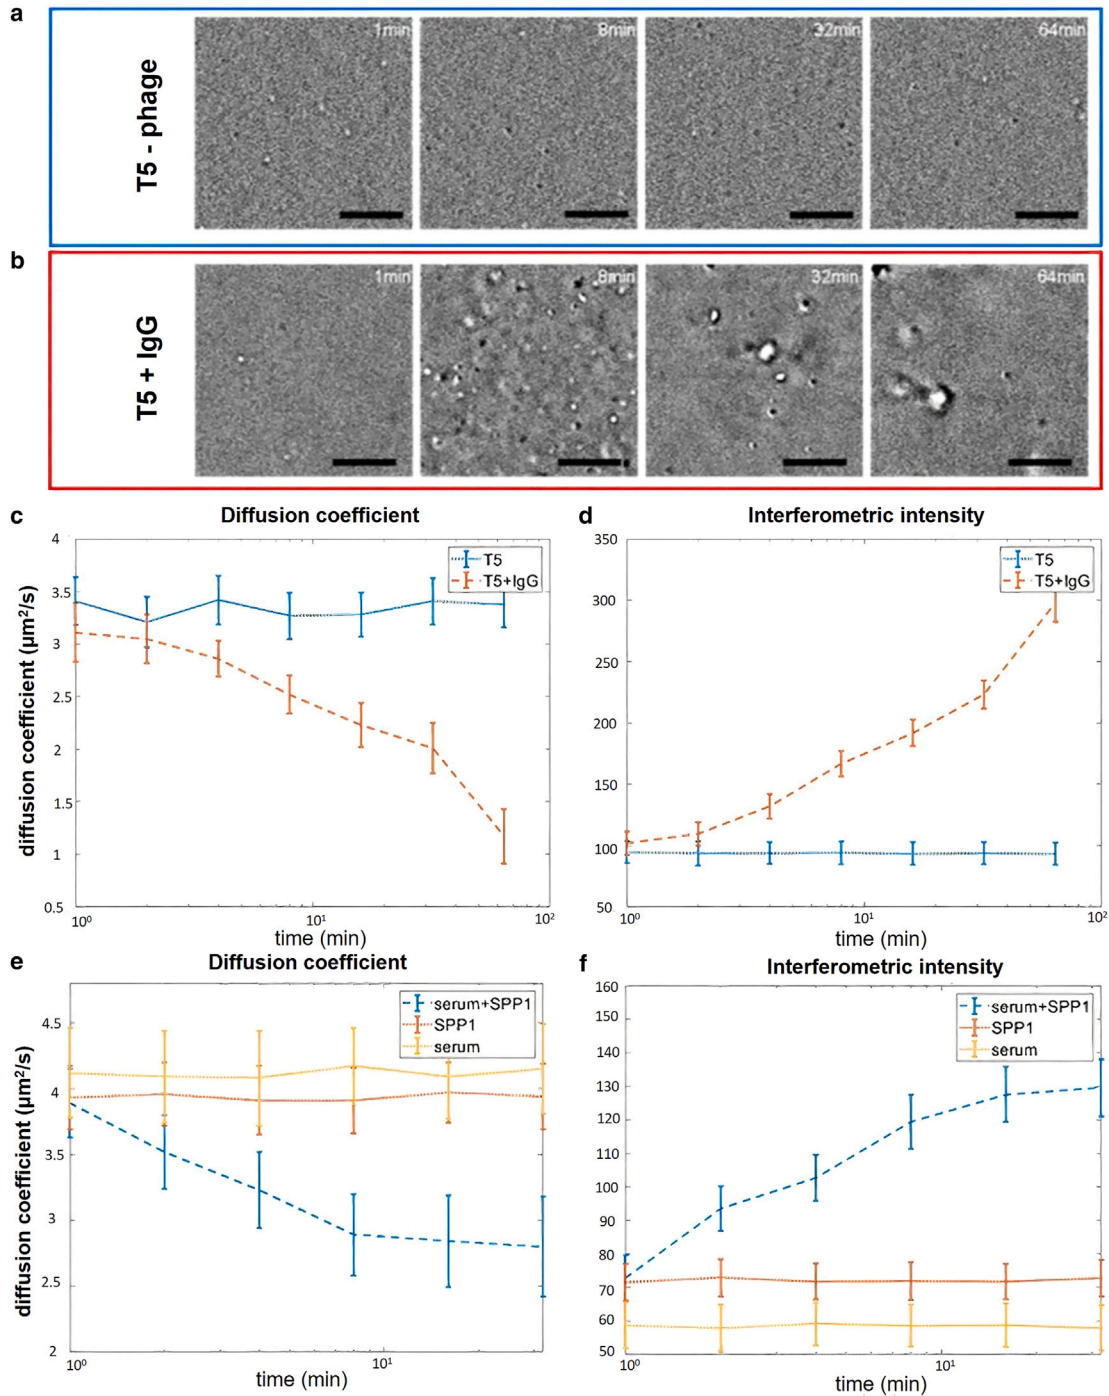 a
T5 - phage
1min
8min
32min
64min
b
T5 + IgG
1min
8min
32min
64min
c
Diffusion coefficient
diffusion coefficient (µm²/s)
4
3.5
3
2.5
2
1.5
1
0.5
T5
T5+IgG
10⁰
10¹
10²
time (min)
d
Interferometric intensity
350
300
250
200
150
100
50
T5
T5+IgG
10⁰
10¹
10²
time (min)
e
Diffusion coefficient
diffusion coefficient (µm²/s)
4.5
4
3.5
3
2.5
2
serum+SPP1
SPP1
serum
10⁰
10¹
time (min)
f
Interferometric intensity
160
150
140
130
120
110
100
90
80
70
60
50
serum+SPP1
SPP1
serum
10⁰
10¹
time (min)